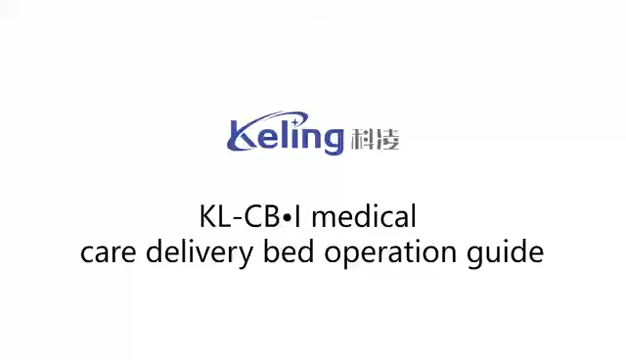 Keling 科凌
KL-CB•I medical
care delivery bed operation guide